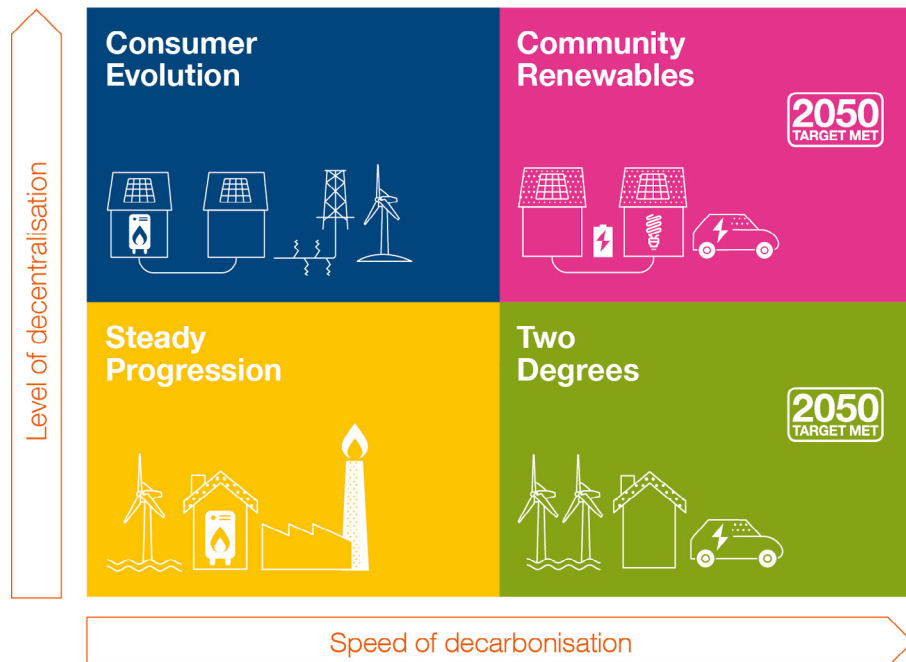 Level of decentralisation
Consumer
Evolution
Community
Renewables
2050
TARGET MET
Steady
Progression
Two
Degrees
2050
TARGET MET
Speed of decarbonisation